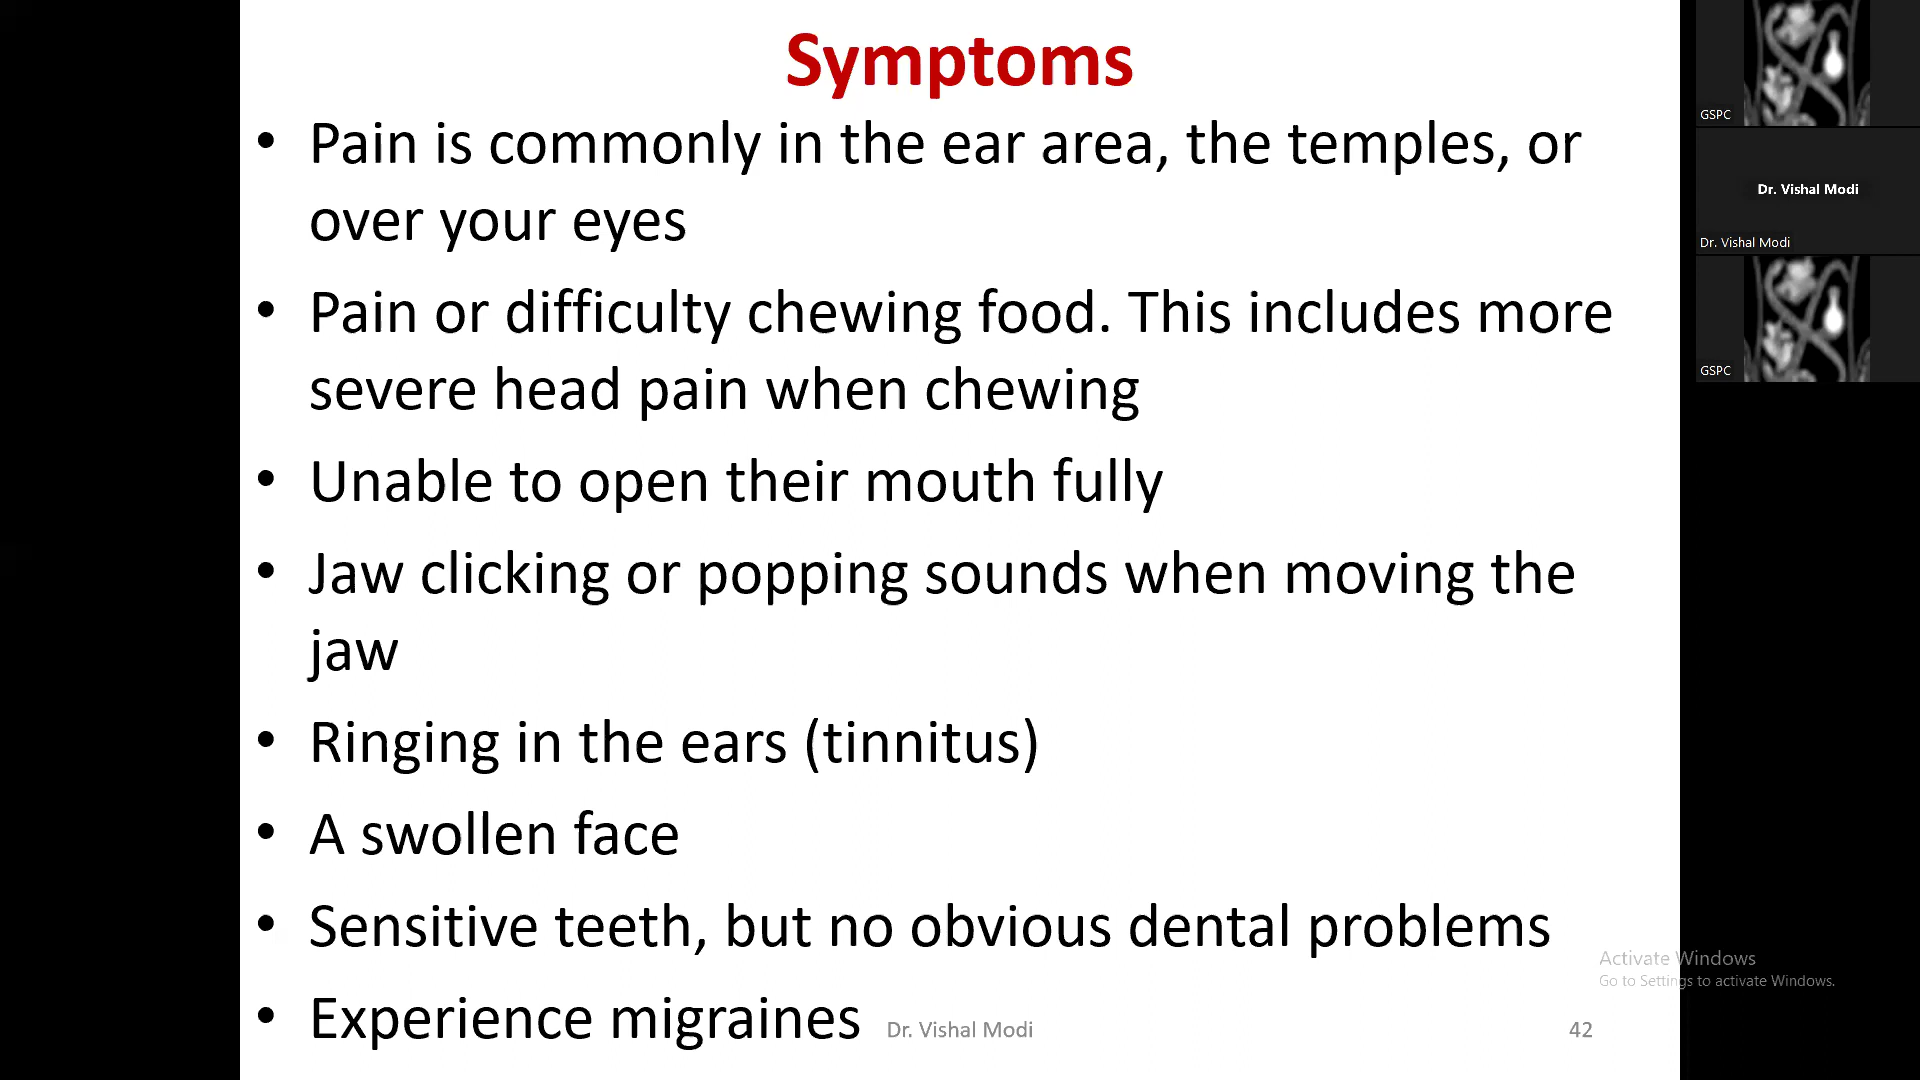 Symptoms
• Pain is commonly in the ear area, the temples, or
over your eyes
• Pain or difficulty chewing food. This includes more
severe head pain when chewing
• Unable to open their mouth fully
• Jaw clicking or popping sounds when moving the
jaw
• Ringing in the ears (tinnitus)
• A swollen face
• Sensitive teeth, but no obvious dental problems
• Experience migraines
Dr. Vishal Modi
42
GSPC
Dr. Vishal Modi
Dr. Vishal Modi
GSPC
Activate Windows
Go to Settings to activate Windows.